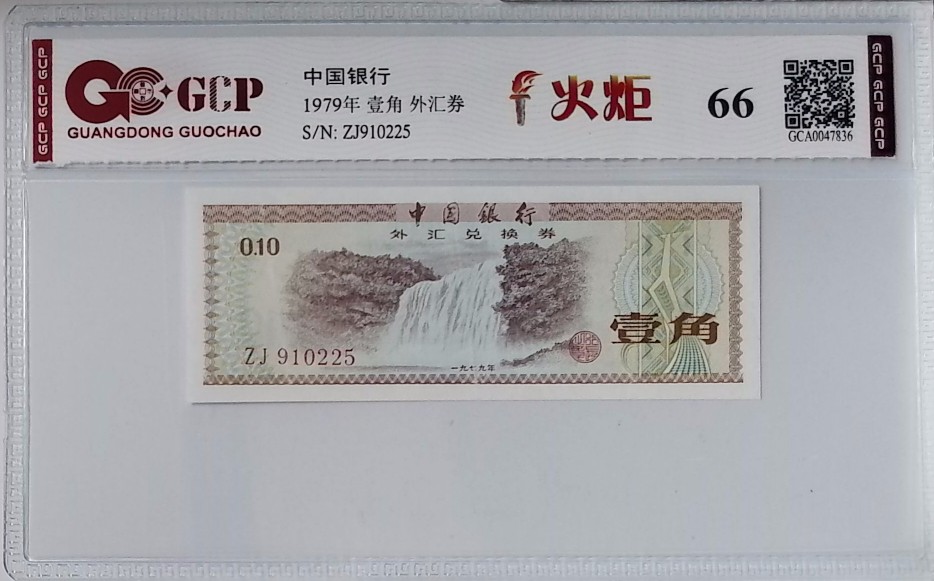 GCP GCP GCP
GCP
GUANGDONG GUOCHAO
中国银行
1979年 壹角 外汇券
S/N: ZJ910225
火炬
66
GCA0047836
GCP GCP GCP
中国银行
外汇兑换券
0.10
壹角
ZJ 910225
一九七九年